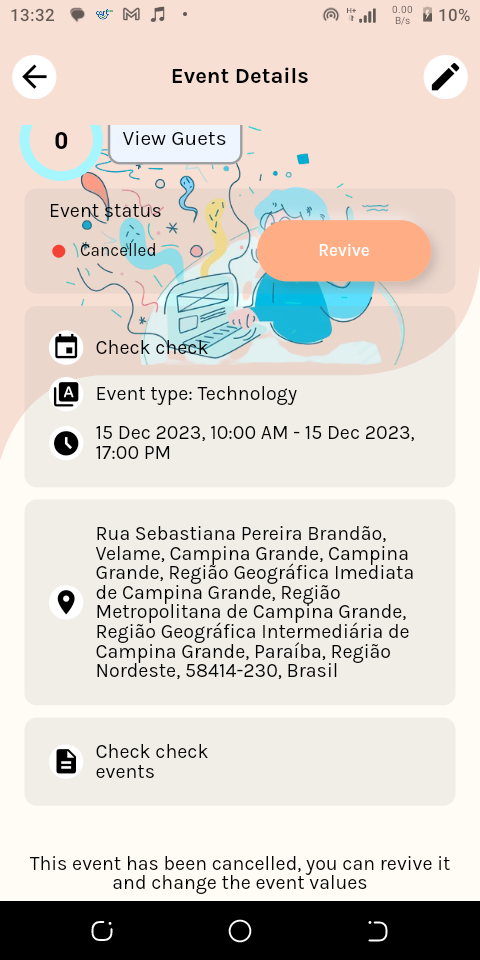 13:32
H+
0.00
B/s
10%
Event Details
0
View Guets
Event status
Cancelled
Revive
Check check
Event type: Technology
15 Dec 2023, 10:00 AM - 15 Dec 2023,
17:00 PM
Rua Sebastiana Pereira Brandão,
Velame, Campina Grande, Campina
Grande, Região Geográfica Imediata
de Campina Grande, Região
Metropolitana de Campina Grande,
Região Geográfica Intermediária de
Campina Grande, Paraíba, Região
Nordeste, 58414-230, Brasil
Check check
events
This event has been cancelled, you can revive it
and change the event values